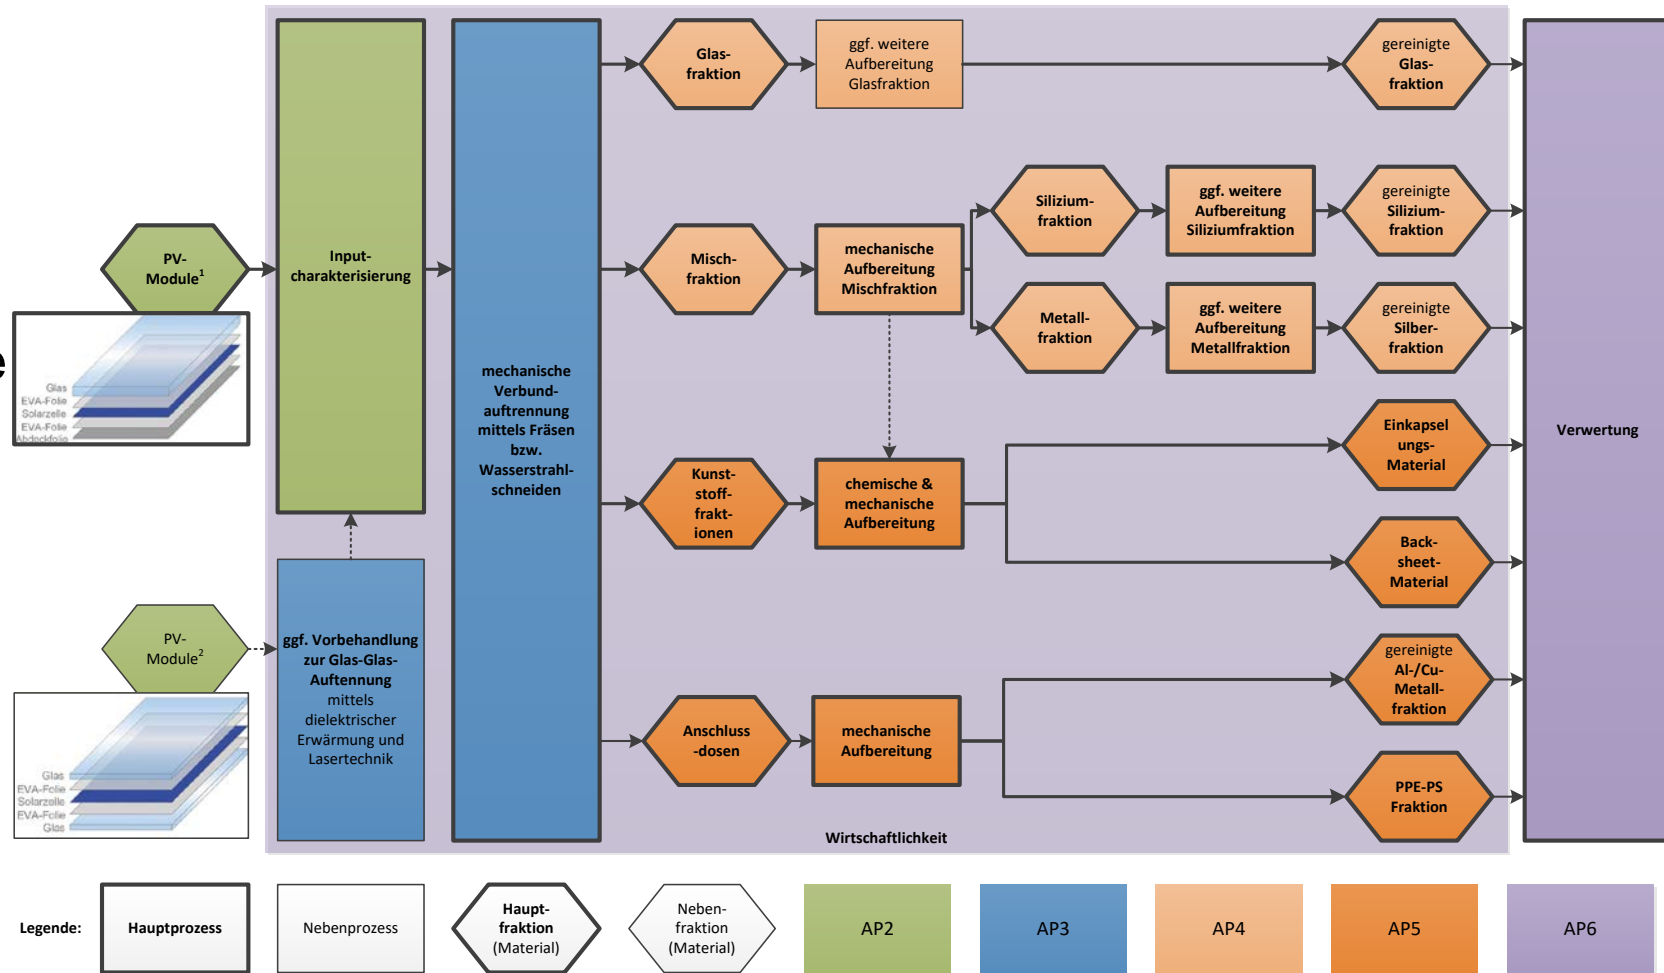 Glas-
fraktion
ggf. weitere
Aufbereitung
Glasfraktion
gereinigte
Glas-
fraktion
PV-
Module¹
Input-
charakterisierung
Misch-
fraktion
mechanische
Aufbereitung
Mischfraktion
Silizium-
fraktion
ggf. weitere
Aufbereitung
Siliziumfraktion
gereinigte
Silizium-
fraktion
Metall-
fraktion
ggf. weitere
Aufbereitung
Metallfraktion
gereinigte
Silber-
fraktion
e
Glas
EVA-Folie
Solarzelle
EVA-Folie
Abdeckfolie
mechanische
Verbund-
auftrennung
mittels Fräsen
bzw.
Wasserstrahl-
schneiden
Kunst-
stoff-
frakt-
ionen
chemische &
mechanische
Aufbereitung
Einkapsel
ungs-
Material
Back-
sheet-
Material
Verwertung
PV-
Module²
ggf. Vorbehandlung
zur Glas-Glas-
Auftennung
mittels
dielektrischer
Erwärmung und
Lasertechnik
Glas
EVA-Folie
Solarzelle
EVA-Folie
Glas
Anschluss
-dosen
mechanische
Aufbereitung
gereinigte
Al-/Cu-
Metall-
fraktion
PPE-PS
Fraktion
Wirtschaftlichkeit
Legende:
Hauptprozess
Nebenprozess
Haupt-
fraktion
(Material)
Neben-
fraktion
(Material)
AP2
AP3
AP4
AP5
AP6